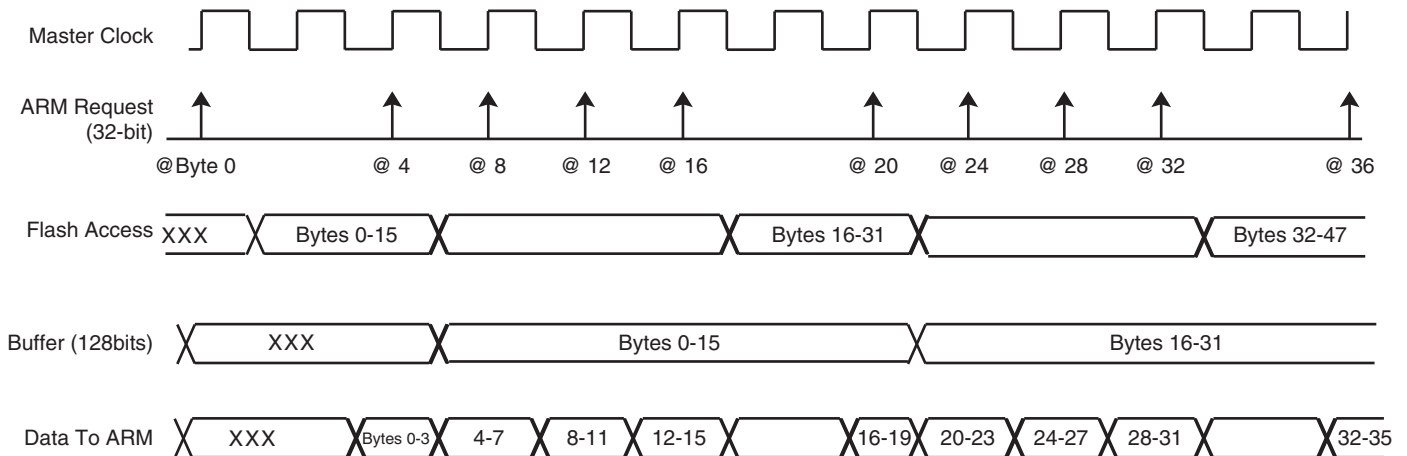 Master Clock
ARM Request
(32-bit)
@Byte 0 @ 4 @ 8 @ 12 @ 16 @ 20 @ 24 @ 28 @ 32 @ 36
Flash Access XXX Bytes 0-15 Bytes 16-31 Bytes 32-47
Buffer (128bits) XXX Bytes 0-15 Bytes 16-31
Data To ARM XXX Bytes 0-3 4-7 8-11 12-15 16-19 20-23 24-27 28-31 32-35